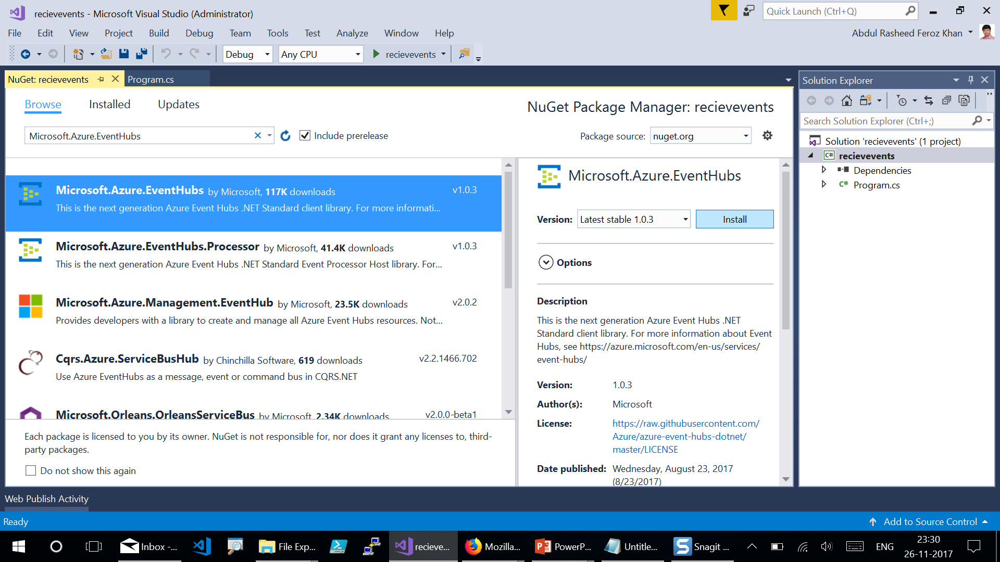 recievevents - Microsoft Visual Studio (Administrator)
Quick Launch (Ctrl+Q)
File Edit View Project Build Debug Team Tools Test Analyze Window Help
Abdul Rasheed Feroz Khan
Debug Any CPU recievevents
NuGet: recievevents Program.cs
Browse Installed Updates
NuGet Package Manager: recievevents
Microsoft.Azure.EventHubs
Include prerelease
Package source: nuget.org
Microsoft.Azure.EventHubs by Microsoft, 117K downloads v1.0.3
This is the next generation Azure Event Hubs .NET Standard client library. For more informati...
Microsoft.Azure.EventHubs.Processor by Microsoft, 41.4K downloads v1.0.3
This is the next generation Azure Event Hubs .NET Standard Event Processor Host library. For...
Microsoft.Azure.Management.EventHub by Microsoft, 23.5K downloads v2.0.2
Provides developers with a library to create and manage all Azure Event Hubs resources. Not...
Cqrs.Azure.ServiceBusHub by Chinchilla Software, 619 downloads v2.2.1466.702
Use Azure EventHubs as a message, event or command bus in CQRS.NET
Microsoft.Orleans.OrleansServiceBus by Microsoft, 2.34K downloads v2.0.0-beta1
Each package is licensed to you by its owner. NuGet is not responsible for, nor does it grant any licenses to, third-
party packages.
Do not show this again
Microsoft.Azure.EventHubs
Version: Latest stable 1.0.3 Install
Options
Description
This is the next generation Azure Event Hubs .NET
Standard client library. For more information about Event
Hubs, see https://azure.microsoft.com/en-us/services/
event-hubs/
Version: 1.0.3
Author(s): Microsoft
License: https://raw.githubusercontent.com/
Azure/azure-event-hubs-dotnet/
master/LICENSE
Date published: Wednesday, August 23, 2017
(8/23/2017)
Solution Explorer
Search Solution Explorer (Ctrl+;)
Solution 'recievevents' (1 project)
C# recievevents
Dependencies
C# Program.cs
Web Publish Activity
Ready
Add to Source Control
Inbox -...
File Exp...
recieve...
Mozilla...
PowerP...
Untitle...
Snagit ...
ENG
23:30
26-11-2017